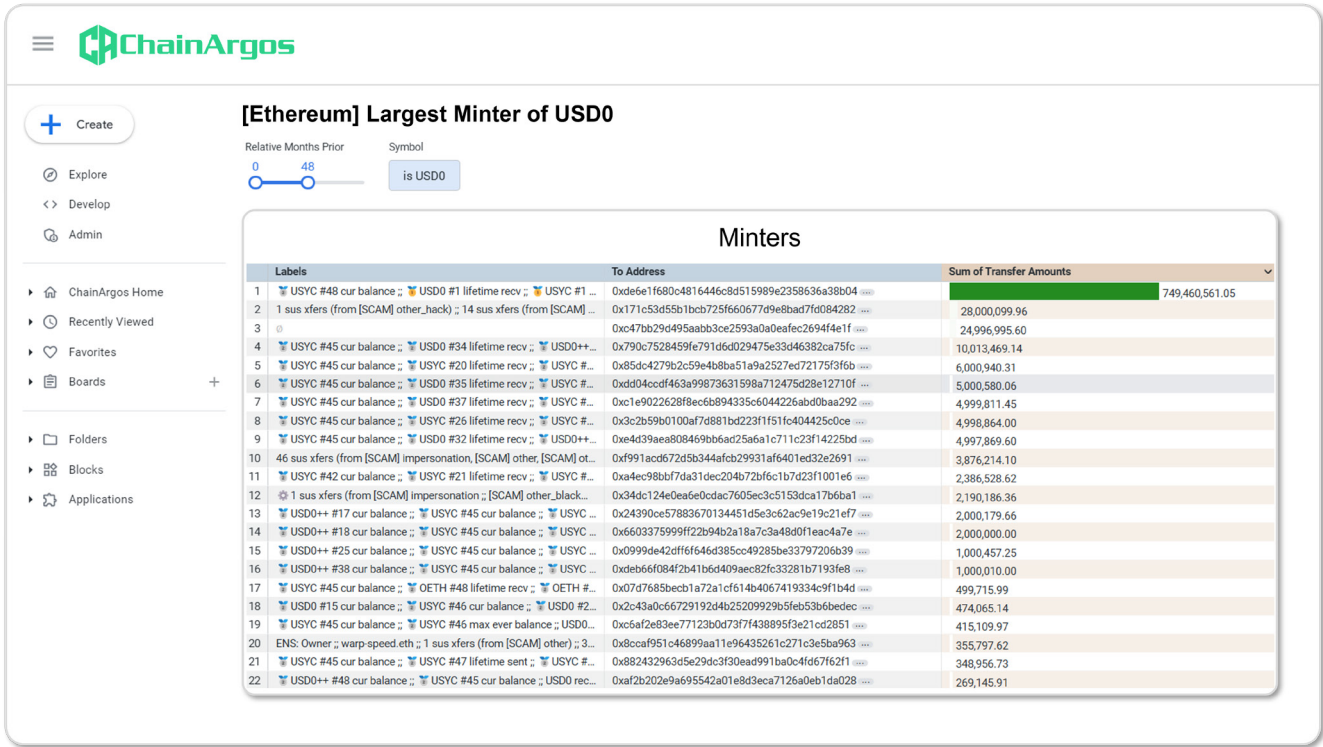 ChainArgos
Create
Explore
Develop
Admin
ChainArgos Home
Recently Viewed
Favorites
Boards
Folders
Blocks
Applications
[Ethereum] Largest Minter of USD0
Relative Months Prior Symbol
0 48
is USD0
Minters
Labels To Address Sum of Transfer Amounts
1 USYC #48 cur balance ;; USD0 #1 lifetime recv ;; USYC #1 ... 0xde6e1f680c4816446c8d515989e2358636a38b04 749,460,561.05
2 1 sus xfers (from [SCAM] other_hack) ;; 14 sus xfers (from [SCAM] ... 0x171c53d55b1bcb725f660677d9e8bad7fd084282 28,000,099.96
3 ∅ 0xc47bb29d495aabb3ce2593a0a0eafec2694f4e1f 24,996,995.60
4 USYC #45 cur balance ;; USD0 #34 lifetime recv ;; USD0++... 0x790c7528459fe791d6d029475e33d46382ca75fc 10,013,469.14
5 USYC #45 cur balance ;; USYC #20 lifetime recv ;; USYC #... 0x85dc4279b2c59e4b8ba51a9a2527ed72175f3f6b 6,000,940.31
6 USYC #45 cur balance ;; USD0 #35 lifetime recv ;; USYC #... 0xdd04ccdf463a99873631598a712475d28e12710f 5,000,580.06
7 USYC #45 cur balance ;; USD0 #37 lifetime recv ;; USYC #... 0xc1e9022628f8ec6b894335c6044226abd0baa292 4,999,811.45
8 USYC #45 cur balance ;; USYC #26 lifetime recv ;; USYC #... 0x3c2b59b0100af7d881bd223f1f51fc404425c0ce 4,998,864.00
9 USYC #45 cur balance ;; USD0 #32 lifetime recv ;; USD0++... 0xe4d39aea808469bb6ad25a6a1c711c23f14225bd 4,997,869.60
10 46 sus xfers (from [SCAM] impersonation, [SCAM] other, [SCAM] ot... 0xf991acd672d5b344afcb29931af6401ed32e2691 3,876,214.10
11 USYC #42 cur balance ;; USYC #21 lifetime recv ;; USYC #... 0xa4ec98bbf7da31dec204b72bf6c1b7d23f1001e6 2,386,528.62
12 1 sus xfers (from [SCAM] impersonation ;; [SCAM] other_black... 0x34dc124e0ea6e0cdac7605ec3c5153dca17b6ba1 2,190,186.36
13 USD0++ #17 cur balance ;; USYC #45 cur balance ;; USYC ... 0x24390ce57883670134451d5e3c62ac9e19c21ef7 2,000,179.66
14 USD0++ #18 cur balance ;; USYC #45 cur balance ;; USYC ... 0x6603375999ff22b94b2a18a7c3a48d0f1eac4a7e 2,000,000.00
15 USD0++ #25 cur balance ;; USYC #45 cur balance ;; USYC ... 0x0999de42dff6f646d385cc49285be33797206b39 1,000,457.25
16 USD0++ #38 cur balance ;; USYC #45 cur balance ;; USYC ... 0xdeb66f084f2b41b6d409aec82fc33281b7193fe8 1,000,010.00
17 USYC #45 cur balance ;; OETH #48 lifetime recv ;; OETH #... 0x07d7685becb1a72a1cf614b4067419334c9f1b4d 499,715.99
18 USD0 #15 cur balance ;; USYC #46 cur balance ;; USD0 #2... 0x2c43a0c66729192d4b25209929b5feb53b6bedec 474,065.14
19 USYC #45 cur balance ;; USYC #46 max ever balance ;; USD0... 0xc6af2e83ee77123b0d73f7f438895f3e21cd2851 415,109.97
20 ENS: Owner ;; warp-speed.eth ;; 1 sus xfers (from [SCAM] other) ;; 3... 0x8ccaf951c46899aa11e96435261c271c3e5ba963 355,797.62
21 USYC #45 cur balance ;; USYC #47 lifetime sent ;; USYC #... 0x882432963d5e29dc3f30ead991ba0c4fd67f62f1 348,956.73
22 USD0++ #48 cur balance ;; USYC #45 cur balance ;; USD0 rec... 0xaf2b202e9a695542a01e8d3eca7126a0eb1da028 269,145.91